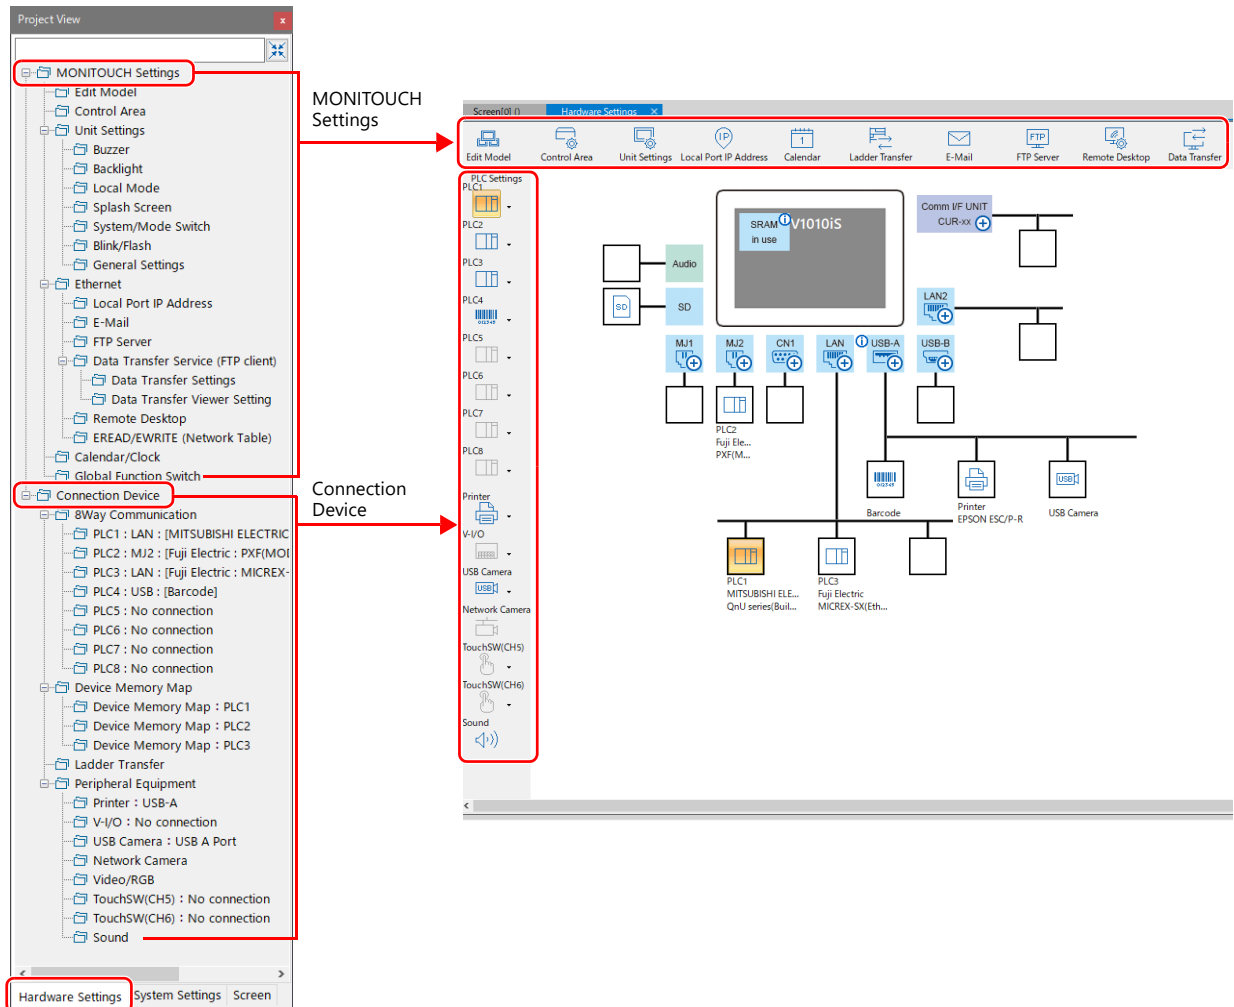 Project View
x
MONITOUCH Settings
Edit Model
Control Area
Unit Settings
Buzzer
Backlight
Local Mode
Splash Screen
System/Mode Switch
Blink/Flash
General Settings
Ethernet
Local Port IP Address
E-Mail
FTP Server
Data Transfer Service (FTP client)
Data Transfer Settings
Data Transfer Viewer Setting
Remote Desktop
EREAD/EWRITE (Network Table)
Calendar/Clock
Global Function Switch
Connection Device
8Way Communication
PLC1 : LAN : [MITSUBISHI ELECTRIC
PLC2 : MJ2 : [Fuji Electric : PXF(MO
PLC3 : LAN : [Fuji Electric : MICREX-
PLC4 : USB : [Barcode]
PLC5 : No connection
PLC6 : No connection
PLC7 : No connection
PLC8 : No connection
Device Memory Map
Device Memory Map : PLC1
Device Memory Map : PLC2
Device Memory Map : PLC3
Ladder Transfer
Peripheral Equipment
Printer : USB-A
V-I/O : No connection
USB Camera : USB A Port
Network Camera
Video/RGB
TouchSW(CH5) : No connection
TouchSW(CH6) : No connection
Sound
Hardware Settings
System Settings
Screen
MONITOUCH
Settings
Connection
Device
Screen[0] ()
Hardware Settings
Edit Model
Control Area
Unit Settings
IP
Local Port IP Address
1
Calendar
Ladder Transfer
E-Mail
FTP
FTP Server
Remote Desktop
Data Transfer
PLC Settings
PLC1
PLC2
PLC3
PLC4
012345
PLC5
PLC6
PLC7
PLC8
Printer
V-I/O
USB Camera
USB
Network Camera
TouchSW(CH5)
TouchSW(CH6)
Sound
SRAM
in use
V1010iS
Comm I/F UNIT
CUR-xx
Audio
SD
SD
LAN2
MJ1
MJ2
CN1
LAN
USB-A
USB-B
PLC2
Fuji Ele...
PXF(M...
012345
Barcode
Printer
EPSON ESC/P-R
USB
USB Camera
PLC1
MITSUBISHI ELE...
QnU series(Buil...
PLC3
Fuji Electric
MICREX-SX(Eth...